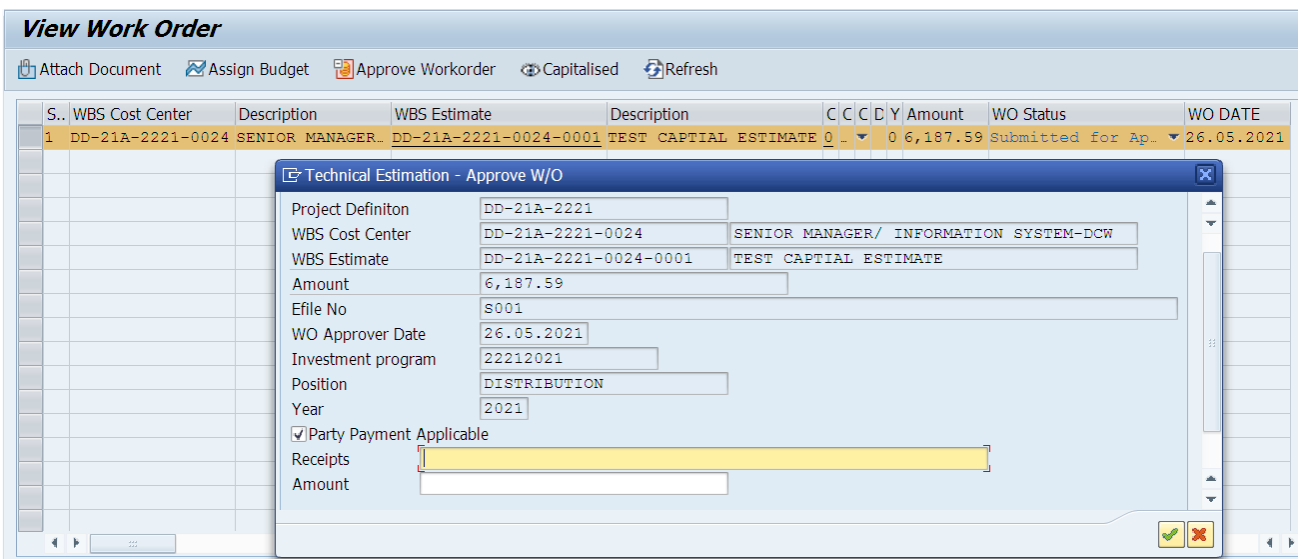 View Work Order
Attach Document Assign Budget Approve Workorder Capitalised Refresh
S.. WBS Cost Center Description WBS Estimate Description C C C D Y Amount WO Status WO DATE
1 DD-21A-2221-0024 SENIOR MANAGER… DD-21A-2221-0024-0001 TEST CAPTIAL ESTIMATE 0 … 0 6,187.59 Submitted for Ap… 26.05.2021
Technical Estimation - Approve W/O
Project Definiton DD-21A-2221
WBS Cost Center DD-21A-2221-0024 SENIOR MANAGER/ INFORMATION SYSTEM-DCW
WBS Estimate DD-21A-2221-0024-0001 TEST CAPTIAL ESTIMATE
Amount 6,187.59
Efile No S001
WO Approver Date 26.05.2021
Investment program 22212021
Position DISTRIBUTION
Year 2021
Party Payment Applicable
Receipts
Amount